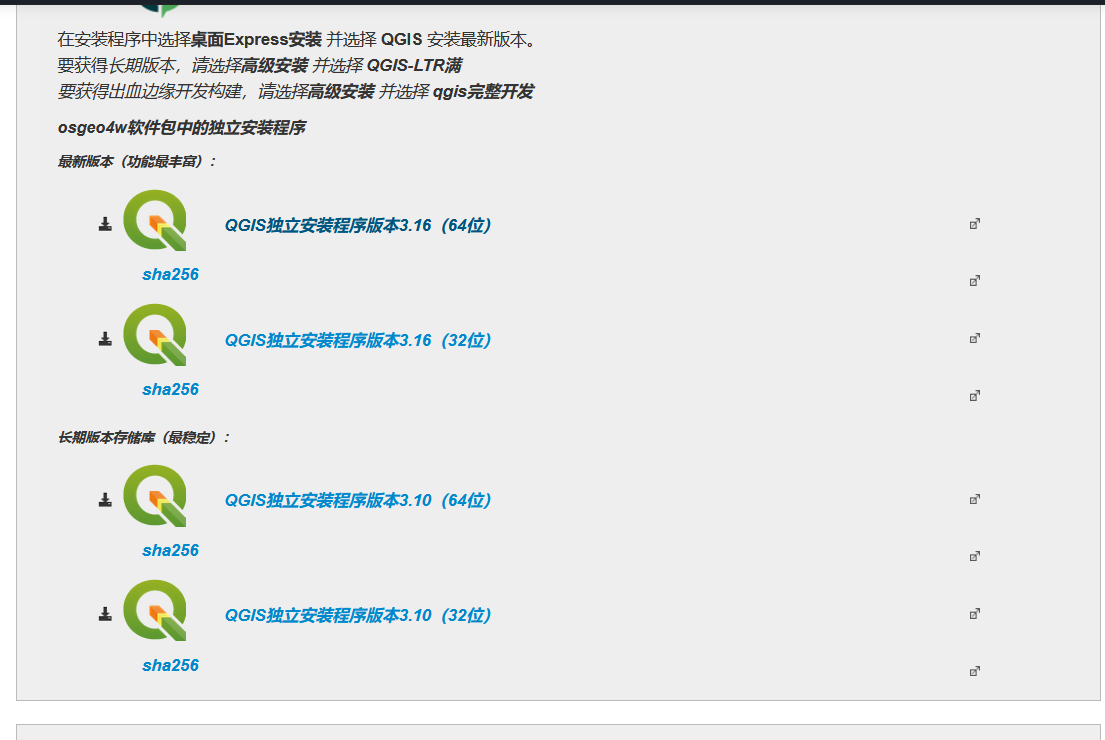 在安装程序中选择桌面Express安装 并选择 QGIS 安装最新版本。
要获得长期版本，请选择高级安装 并选择 QGIS-LTR满
要获得出血边缘开发构建，请选择高级安装 并选择 qgis完整开发
osgeo4w软件包中的独立安装程序
最新版本（功能最丰富）：
QGIS独立安装程序版本3.16（64位）
sha256
QGIS独立安装程序版本3.16（32位）
sha256
长期版本存储库（最稳定）：
QGIS独立安装程序版本3.10（64位）
sha256
QGIS独立安装程序版本3.10（32位）
sha256